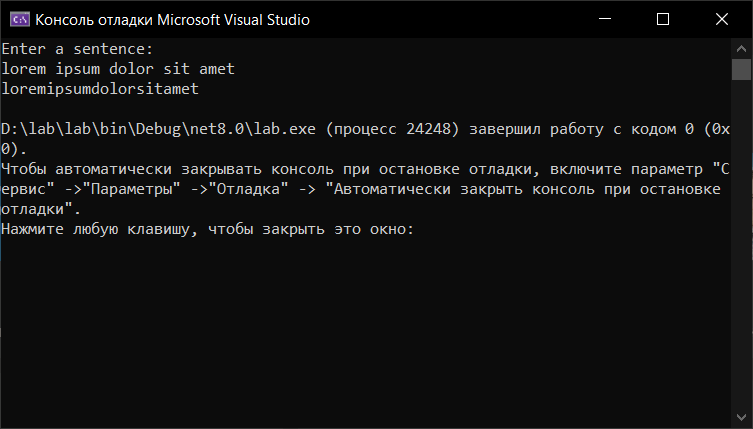 Консоль отладки Microsoft Visual Studio
Enter a sentence:
lorem ipsum dolor sit amet
loremipsumdolorsitamet
D:\lab\lab\bin\Debug\net8.0\lab.exe (процесс 24248) завершил работу с кодом 0 (0x
0).
Чтобы автоматически закрывать консоль при остановке отладки, включите параметр "С
ервис" ->"Параметры" ->"Отладка" -> "Автоматически закрыть консоль при остановке
отладки".
Нажмите любую клавишу, чтобы закрыть это окно: